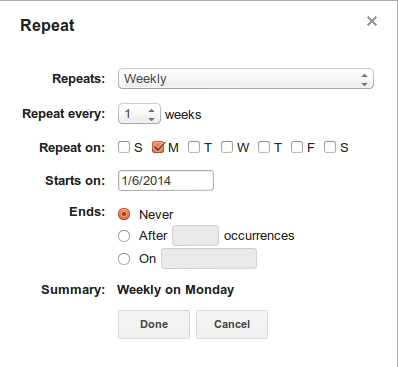 Repeat
Repeats: Weekly
Repeat every: 1 weeks
Repeat on: S M T W T F S
Starts on: 1/6/2014
Ends: Never
After occurrences
On
Summary: Weekly on Monday
Done Cancel